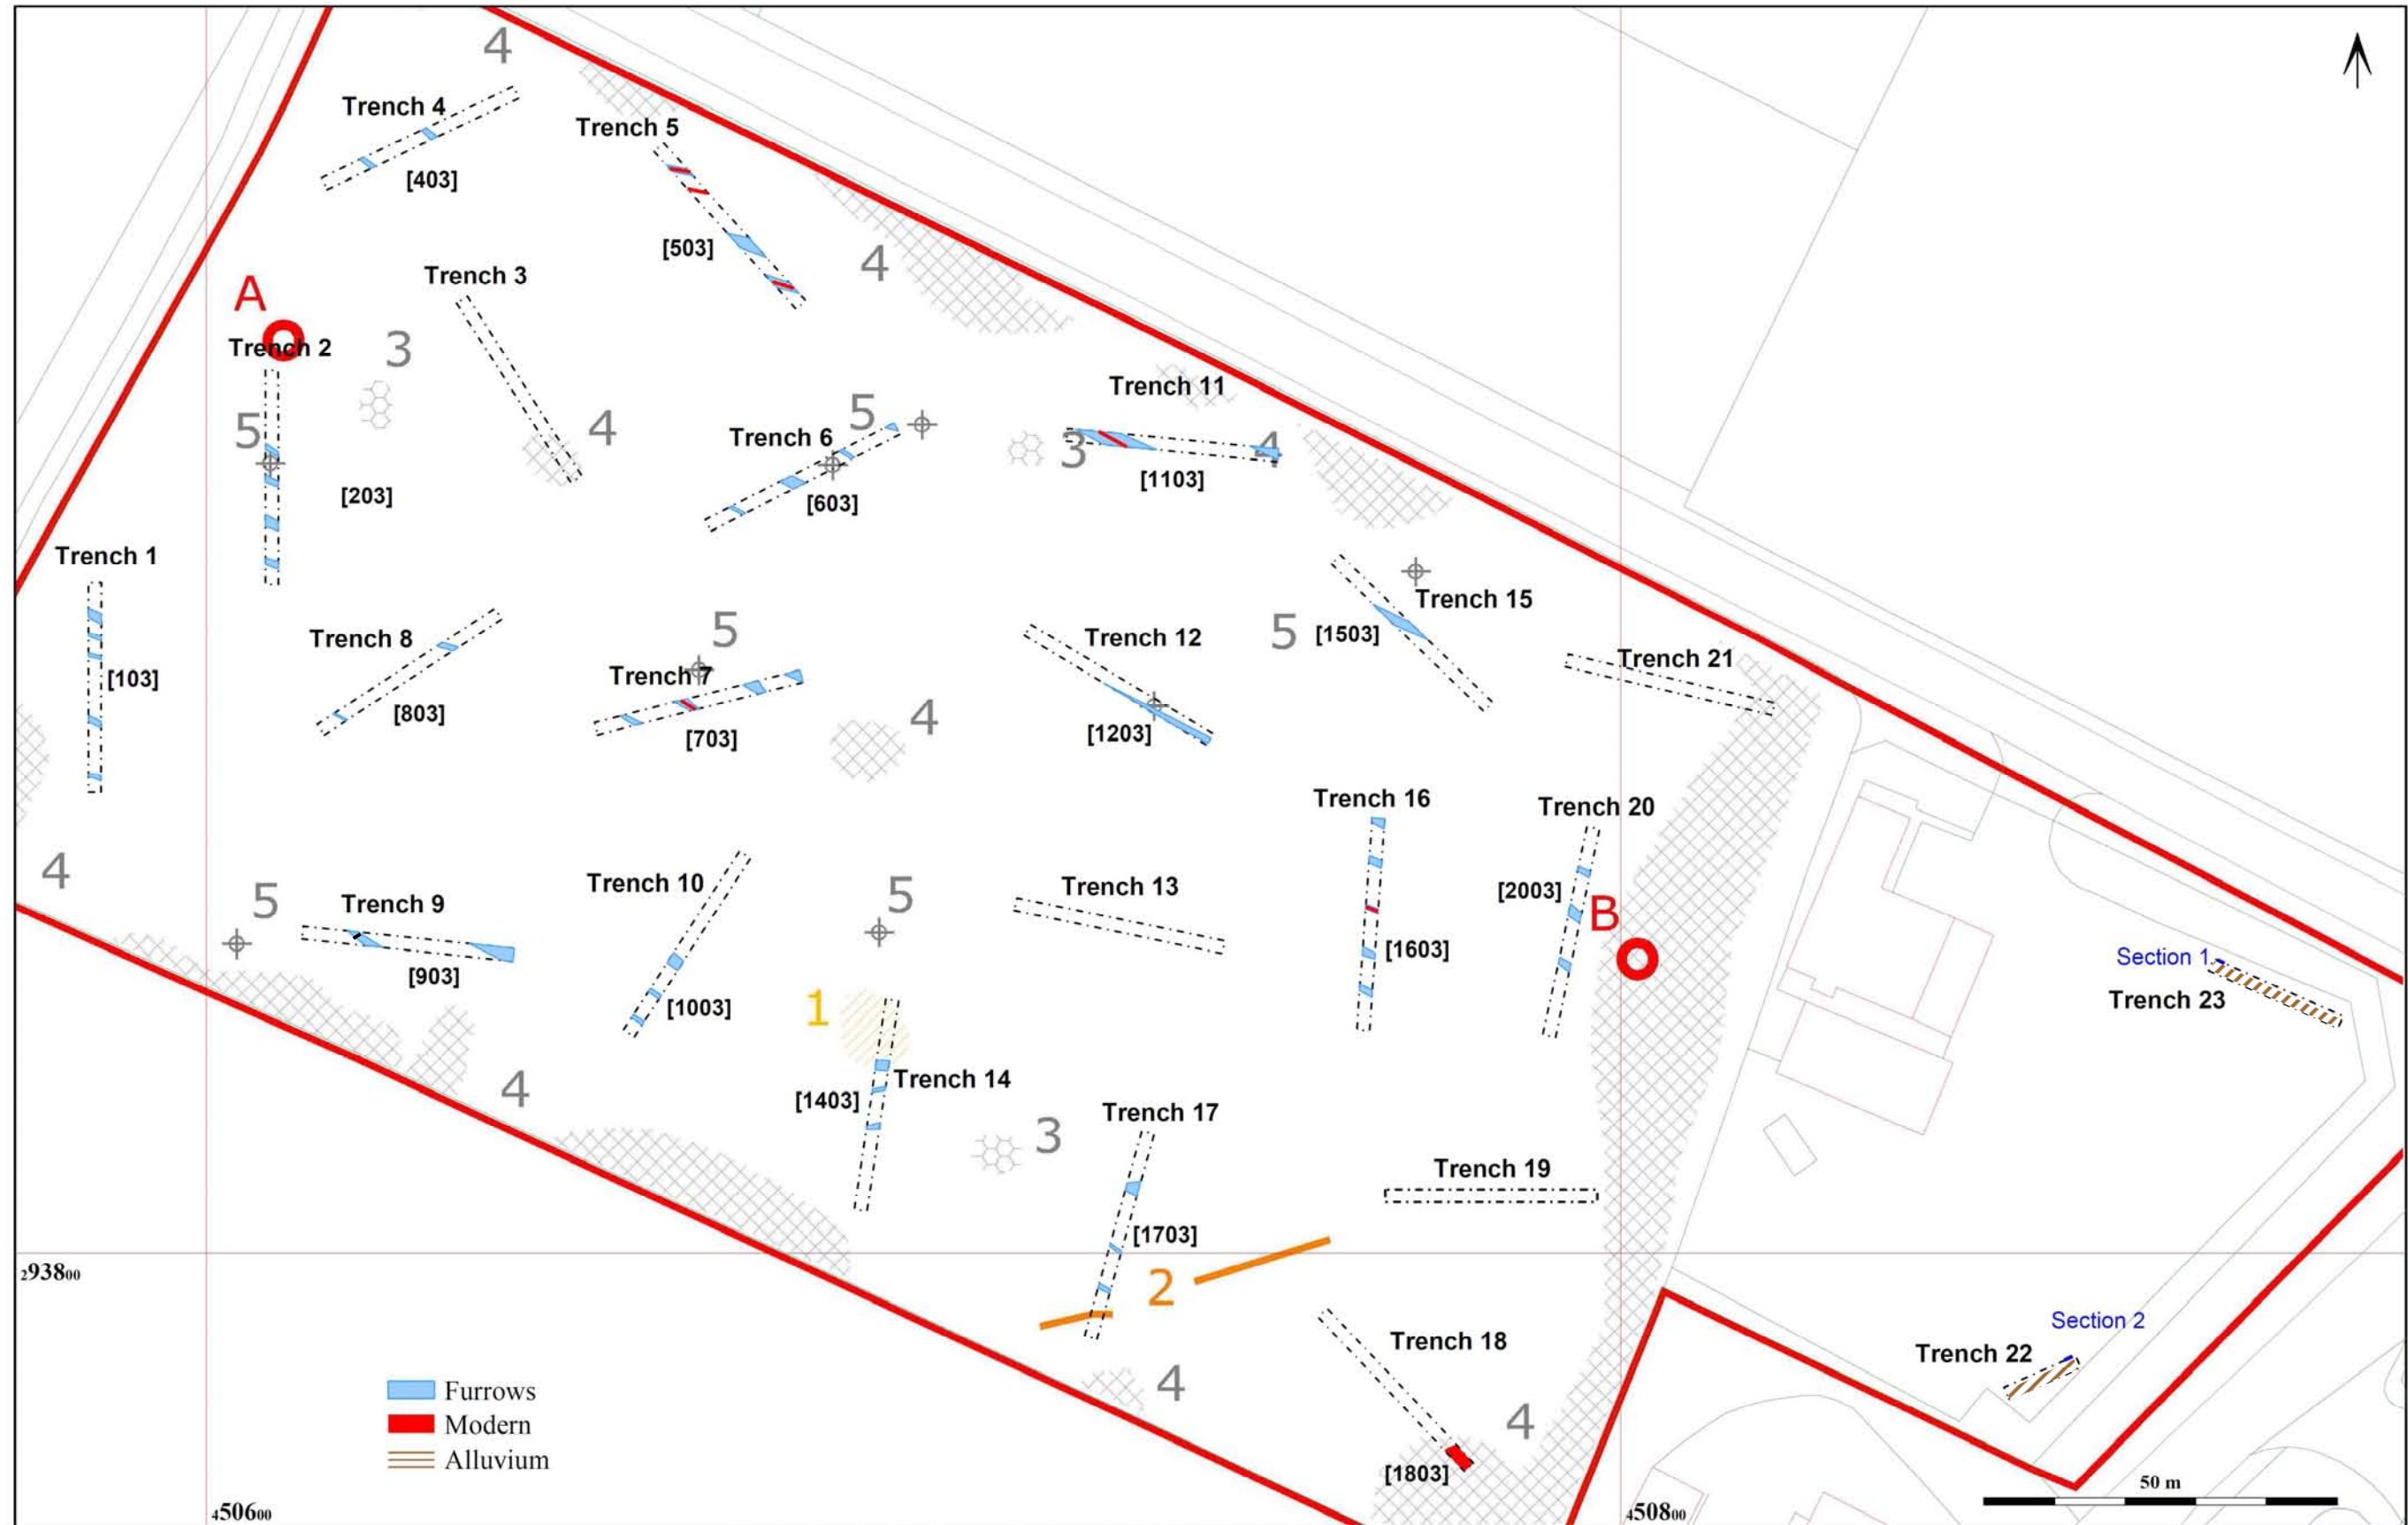 4
Trench 4
Trench 5
[403]
[503]
4
Trench 3
A
Trench 2
3
Trench 11
5
4
5
Trench 6
3
4
[1103]
[203]
[603]
Trench 1
Trench 15
5
5
[1503]
Trench 8
Trench 12
Trench 21
[103]
Trench 7
[803]
[703]
4
[1203]
Trench 16
Trench 20
4
5
Trench 9
Trench 10
5
Trench 13
[2003]
B
[1603]
Section 1
[903]
[1003]
1
Trench 23
4
Trench 14
[1403]
3
Trench 17
Trench 19
[1703]
293800
2
Section 2
Trench 18
Trench 22
4
4
[1803]
Furrows
Modern
Alluvium
50 m
450600
450800